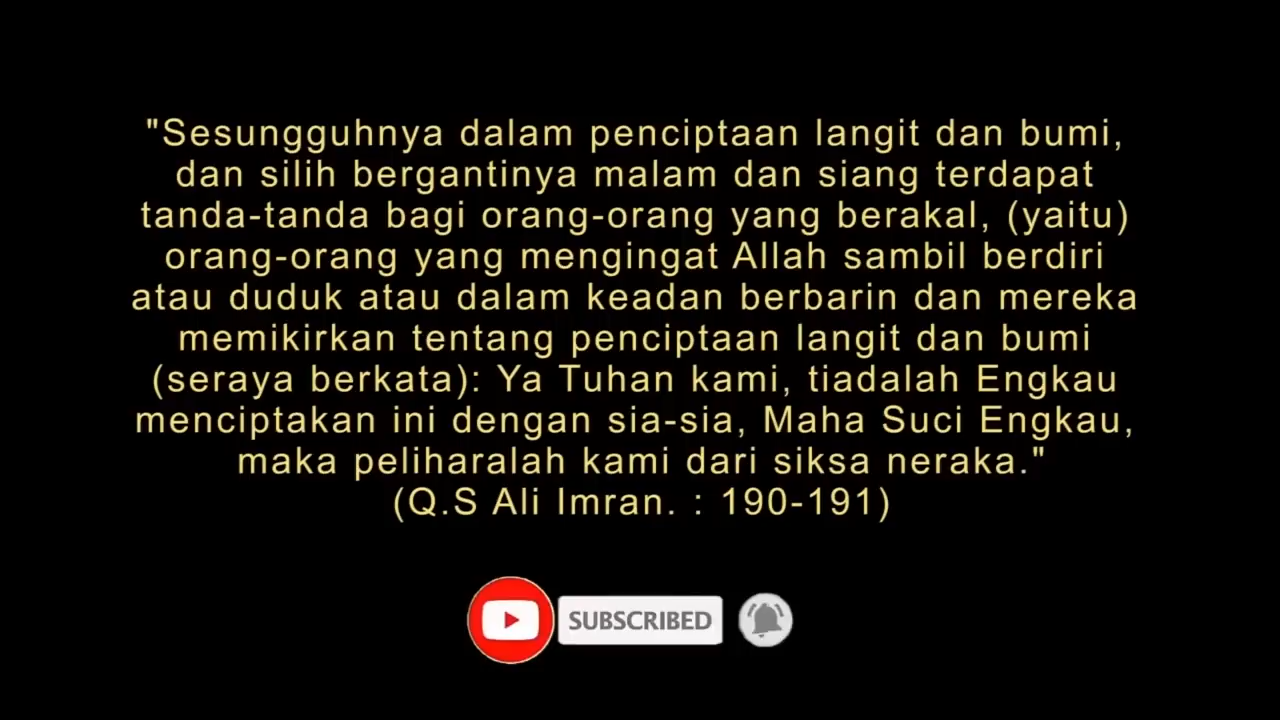 "Sesungguhnya dalam penciptaan langit dan bumi,
dan silih bergantinya malam dan siang terdapat
tanda-tanda bagi orang-orang yang berakal, (yaitu)
orang-orang yang mengingat Allah sambil berdiri
atau duduk atau dalam keadan berbarin dan mereka
memikirkan tentang penciptaan langit dan bumi
(seraya berkata): Ya Tuhan kami, tiadalah Engkau
menciptakan ini dengan sia-sia, Maha Suci Engkau,
maka peliharalah kami dari siksa neraka."
(Q.S Ali Imran. : 190-191)
SUBSCRIBED